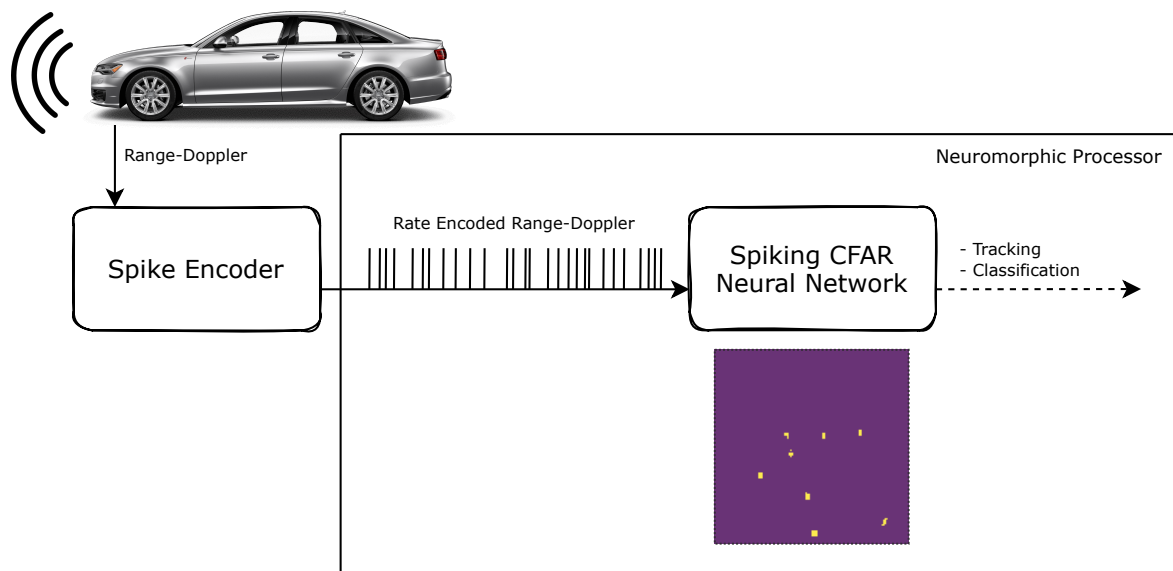 Range-Doppler
Neuromorphic Processor
Rate Encoded Range-Doppler
Spike Encoder
Spiking CFAR
Neural Network
- Tracking
- Classification